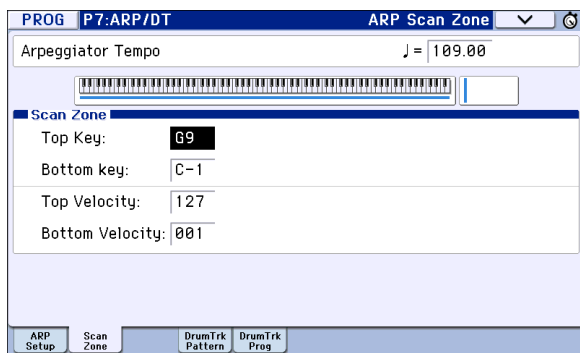 PROG P7:ARP/DT ARP Scan Zone
Arpeggiator Tempo ♩= 109.00
Scan Zone
Top Key: G9
Bottom key: C-1
Top Velocity: 127
Bottom Velocity: 001
ARP Setup Scan Zone DrumTrk Pattern DrumTrk Prog